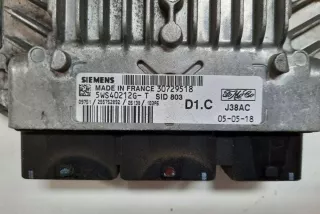 SIEMENS
MADE IN FRANCE 30729518
5WS40212G-T SID 803
D1.C
J38AC
05-05-18